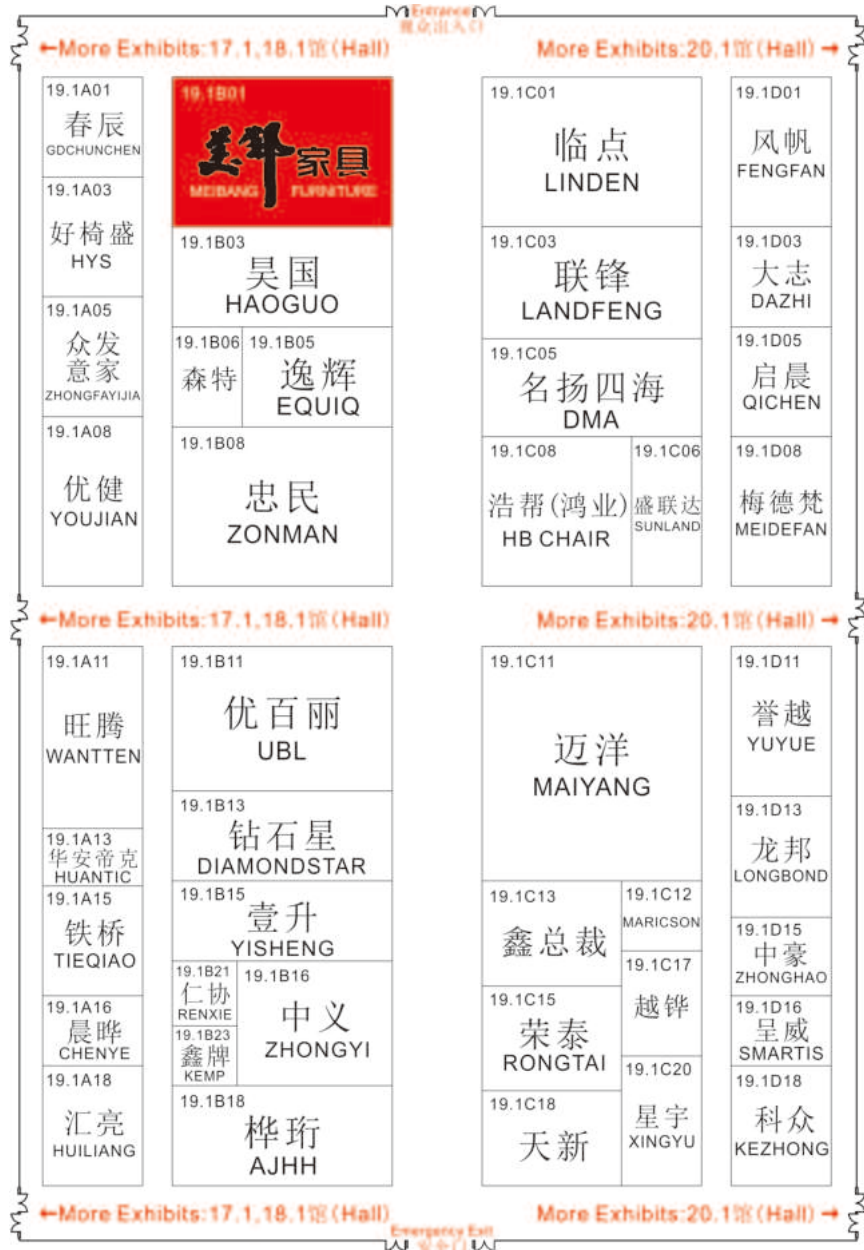 Entrance
观众出入口
←More Exhibits:17.1,18.1馆(Hall)
More Exhibits:20.1馆(Hall)→
19.1A01
春辰
GDCHUNCHEN
19.1A03
好椅盛
HYS
19.1A05
众发
意家
ZHONGFAYIJIA
19.1A08
优健
YOUJIAN
19.1B01
美邦家具
MEIBANG FURNITURE
19.1B03
昊国
HAOGUO
19.1B06
森特
19.1B05
逸辉
EQUIQ
19.1B08
忠民
ZONMAN
19.1C01
临点
LINDEN
19.1C03
联锋
LANDFENG
19.1C05
名扬四海
DMA
19.1C08
浩帮(鸿业)
HB CHAIR
19.1C06
盛联达
SUNLAND
19.1D01
风帆
FENGFAN
19.1D03
大志
DAZHI
19.1D05
启晨
QICHEN
19.1D08
梅德梵
MEIDEFAN
←More Exhibits:17.1,18.1馆(Hall)
More Exhibits:20.1馆(Hall)→
19.1A11
旺腾
WANTTEN
19.1A13
华安帝克
HUANTIC
19.1A15
铁桥
TIEQIAO
19.1A16
晨晔
CHENYE
19.1A18
汇亮
HUILIANG
19.1B11
优百丽
UBL
19.1B13
钻石星
DIAMONDSTAR
19.1B15
壹升
YISHENG
19.1B21
仁协
RENXIE
19.1B23
鑫牌
KEMP
19.1B16
中义
ZHONGYI
19.1B18
桦珩
AJHH
19.1C11
迈洋
MAIYANG
19.1C13
鑫总裁
19.1C12
MARICSON
19.1C17
越铧
19.1C15
荣泰
RONGTAI
19.1C18
天新
19.1C20
星宇
XINGYU
19.1D11
誉越
YUYUE
19.1D13
龙邦
LONGBOND
19.1D15
中豪
ZHONGHAO
19.1D16
呈威
SMARTIS
19.1D18
科众
KEZHONG
←More Exhibits:17.1,18.1馆(Hall)
More Exhibits:20.1馆(Hall)→
Emergency Exit
安全门